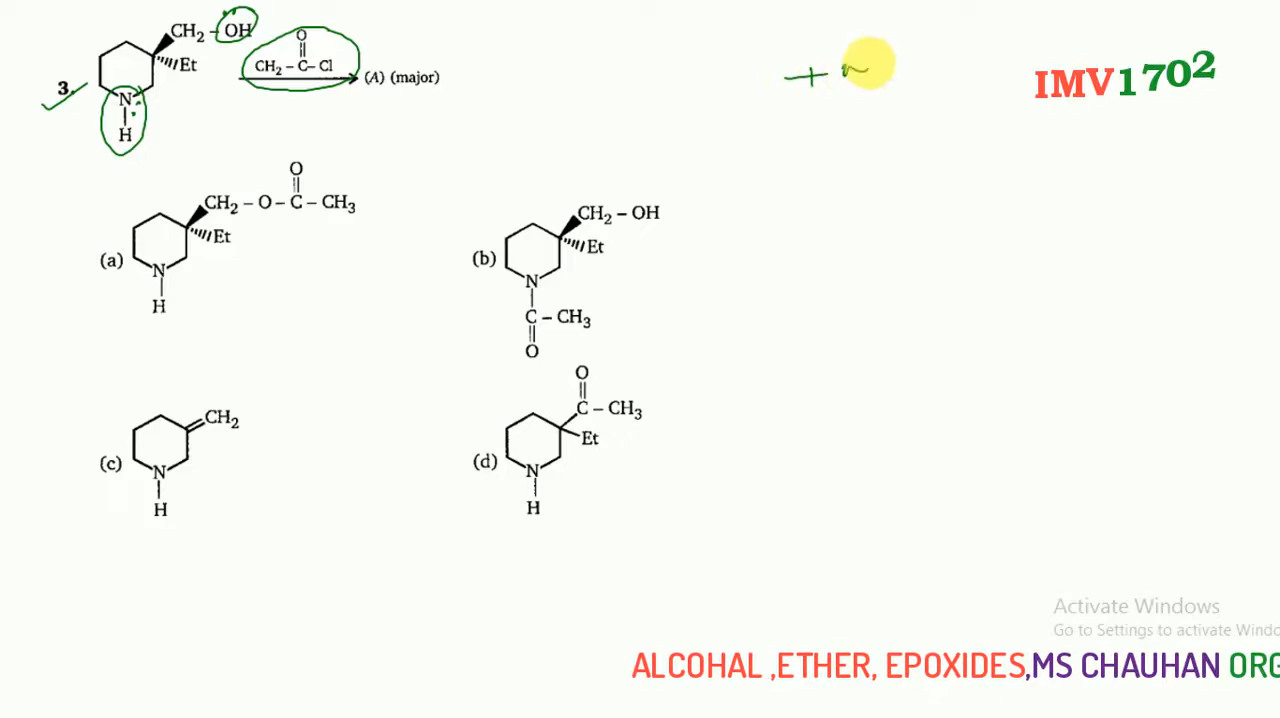 CH2 - OH
Et
O
CH2 - C - Cl
(A) (major)
3.
N
H
IMV1702
O
CH2 - O - C - CH3
Et
(a)
N
H
CH2 - OH
Et
(b)
N
C - CH3
O
CH2
(c)
N
H
O
C - CH3
Et
(d)
N
H
Activate Windows
Go to Settings to activate Windo
ALCOHAL ,ETHER, EPOXIDES,MS CHAUHAN ORG